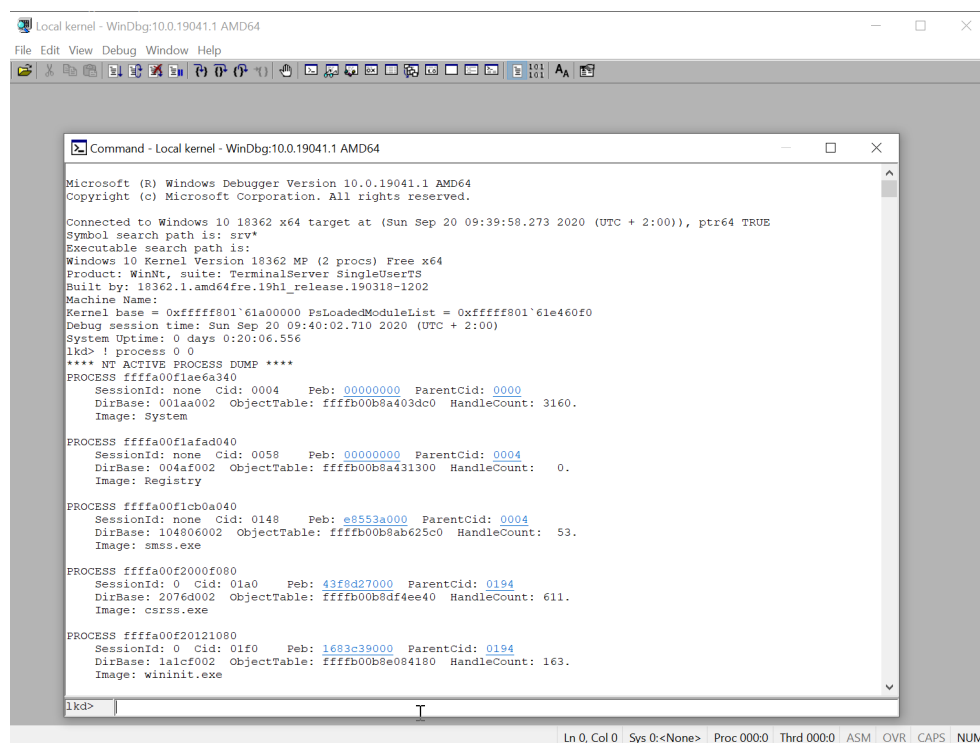 Local kernel - WinDbg:10.0.19041.1 AMD64
File Edit View Debug Window Help
101
101
AA
Command - Local kernel - WinDbg:10.0.19041.1 AMD64
Microsoft (R) Windows Debugger Version 10.0.19041.1 AMD64
Copyright (c) Microsoft Corporation. All rights reserved.
Connected to Windows 10 18362 x64 target at (Sun Sep 20 09:39:58.273 2020 (UTC + 2:00)), ptr64 TRUE
Symbol search path is: srv*
Executable search path is:
Windows 10 Kernel Version 18362 MP (2 procs) Free x64
Product: WinNt, suite: TerminalServer SingleUserTS
Built by: 18362.1.amd64fre.19h1_release.190318-1202
Machine Name:
Kernel base = 0xfffff801`61a00000 PsLoadedModuleList = 0xfffff801`61e460f0
Debug session time: Sun Sep 20 09:40:02.710 2020 (UTC + 2:00)
System Uptime: 0 days 0:20:06.556
lkd> ! process 0 0
**** NT ACTIVE PROCESS DUMP ****
PROCESS ffffa00f1ae6a340
SessionId: none Cid: 0004 Peb: 00000000 ParentCid: 0000
DirBase: 001aa002 ObjectTable: ffffb00b8a403dc0 HandleCount: 3160.
Image: System
PROCESS ffffa00f1afad040
SessionId: none Cid: 0058 Peb: 00000000 ParentCid: 0004
DirBase: 004af002 ObjectTable: ffffb00b8a431300 HandleCount: 0.
Image: Registry
PROCESS ffffa00f1cb0a040
SessionId: none Cid: 0148 Peb: e8553a000 ParentCid: 0004
DirBase: 104806002 ObjectTable: ffffb00b8ab625c0 HandleCount: 53.
Image: smss.exe
PROCESS ffffa00f2000f080
SessionId: 0 Cid: 01a0 Peb: 43f8d27000 ParentCid: 0194
DirBase: 2076d002 ObjectTable: ffffb00b8df4ee40 HandleCount: 611.
Image: csrss.exe
PROCESS ffffa00f20121080
SessionId: 0 Cid: 01f0 Peb: 1683c39000 ParentCid: 0194
DirBase: 1a1cf002 ObjectTable: ffffb00b8e084180 HandleCount: 163.
Image: wininit.exe
lkd>
Ln 0, Col 0 Sys 0:<None> Proc 000:0 Thrd 000:0 ASM OVR CAPS NUM